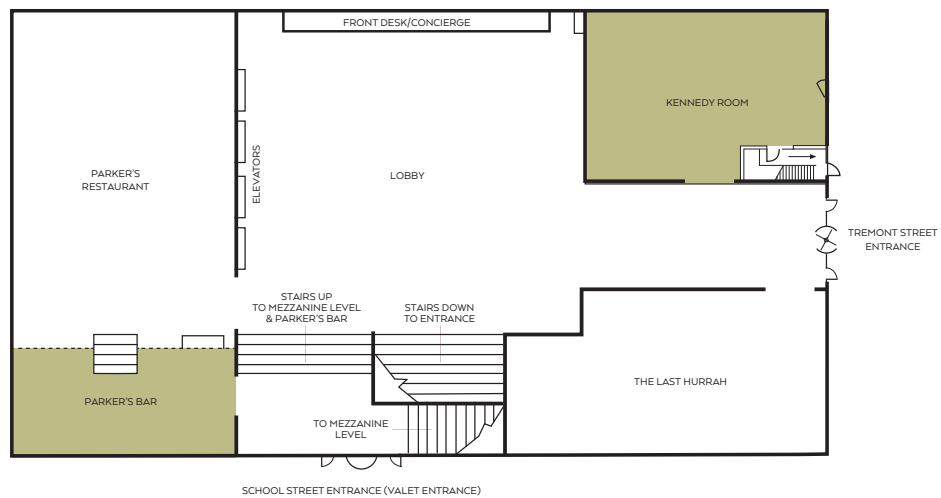 FRONT DESK/CONCIERGE
KENNEDY ROOM
ELEVATORS
PARKER'S
RESTAURANT
LOBBY
TREMONT STREET
ENTRANCE
STAIRS UP
TO MEZZANINE LEVEL
& PARKER'S BAR
STAIRS DOWN
TO ENTRANCE
THE LAST HURRAH
PARKER'S BAR
TO MEZZANINE
LEVEL
SCHOOL STREET ENTRANCE (VALET ENTRANCE)